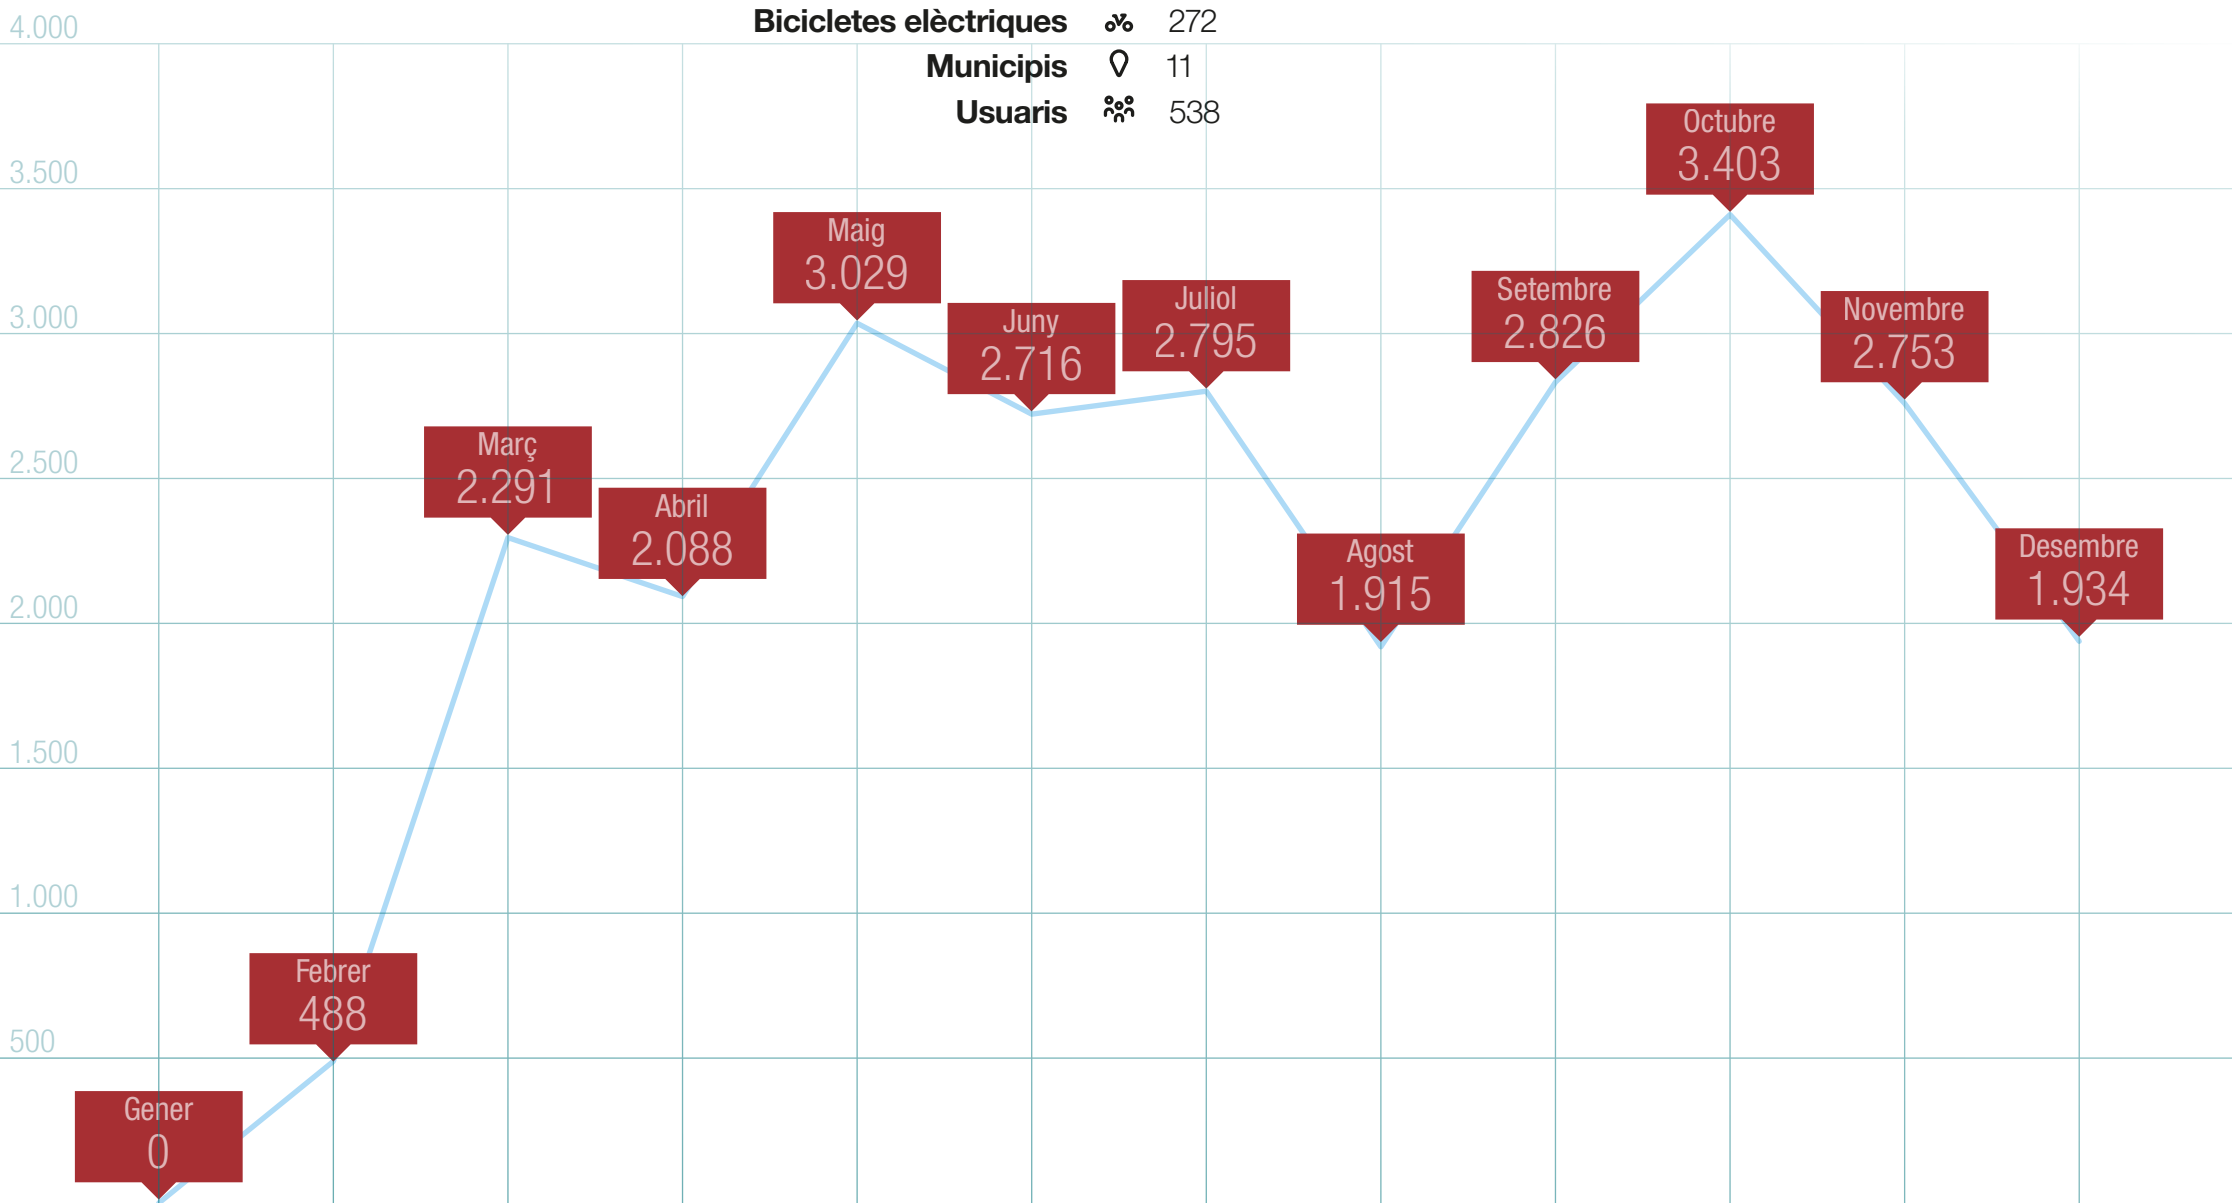 4.000
Bicicletes elèctriques 272
Municipis 11
Usuaris 538
3.500
Octubre
3.403
Maig
3.029
3.000
Juny
2.716
Juliol
2.795
Setembre
2.826
Novembre
2.753
2.500
Març
2.291
Abril
2.088
Agost
1.915
Desembre
1.934
2.000
1.500
1.000
Febrer
488
500
Gener
0